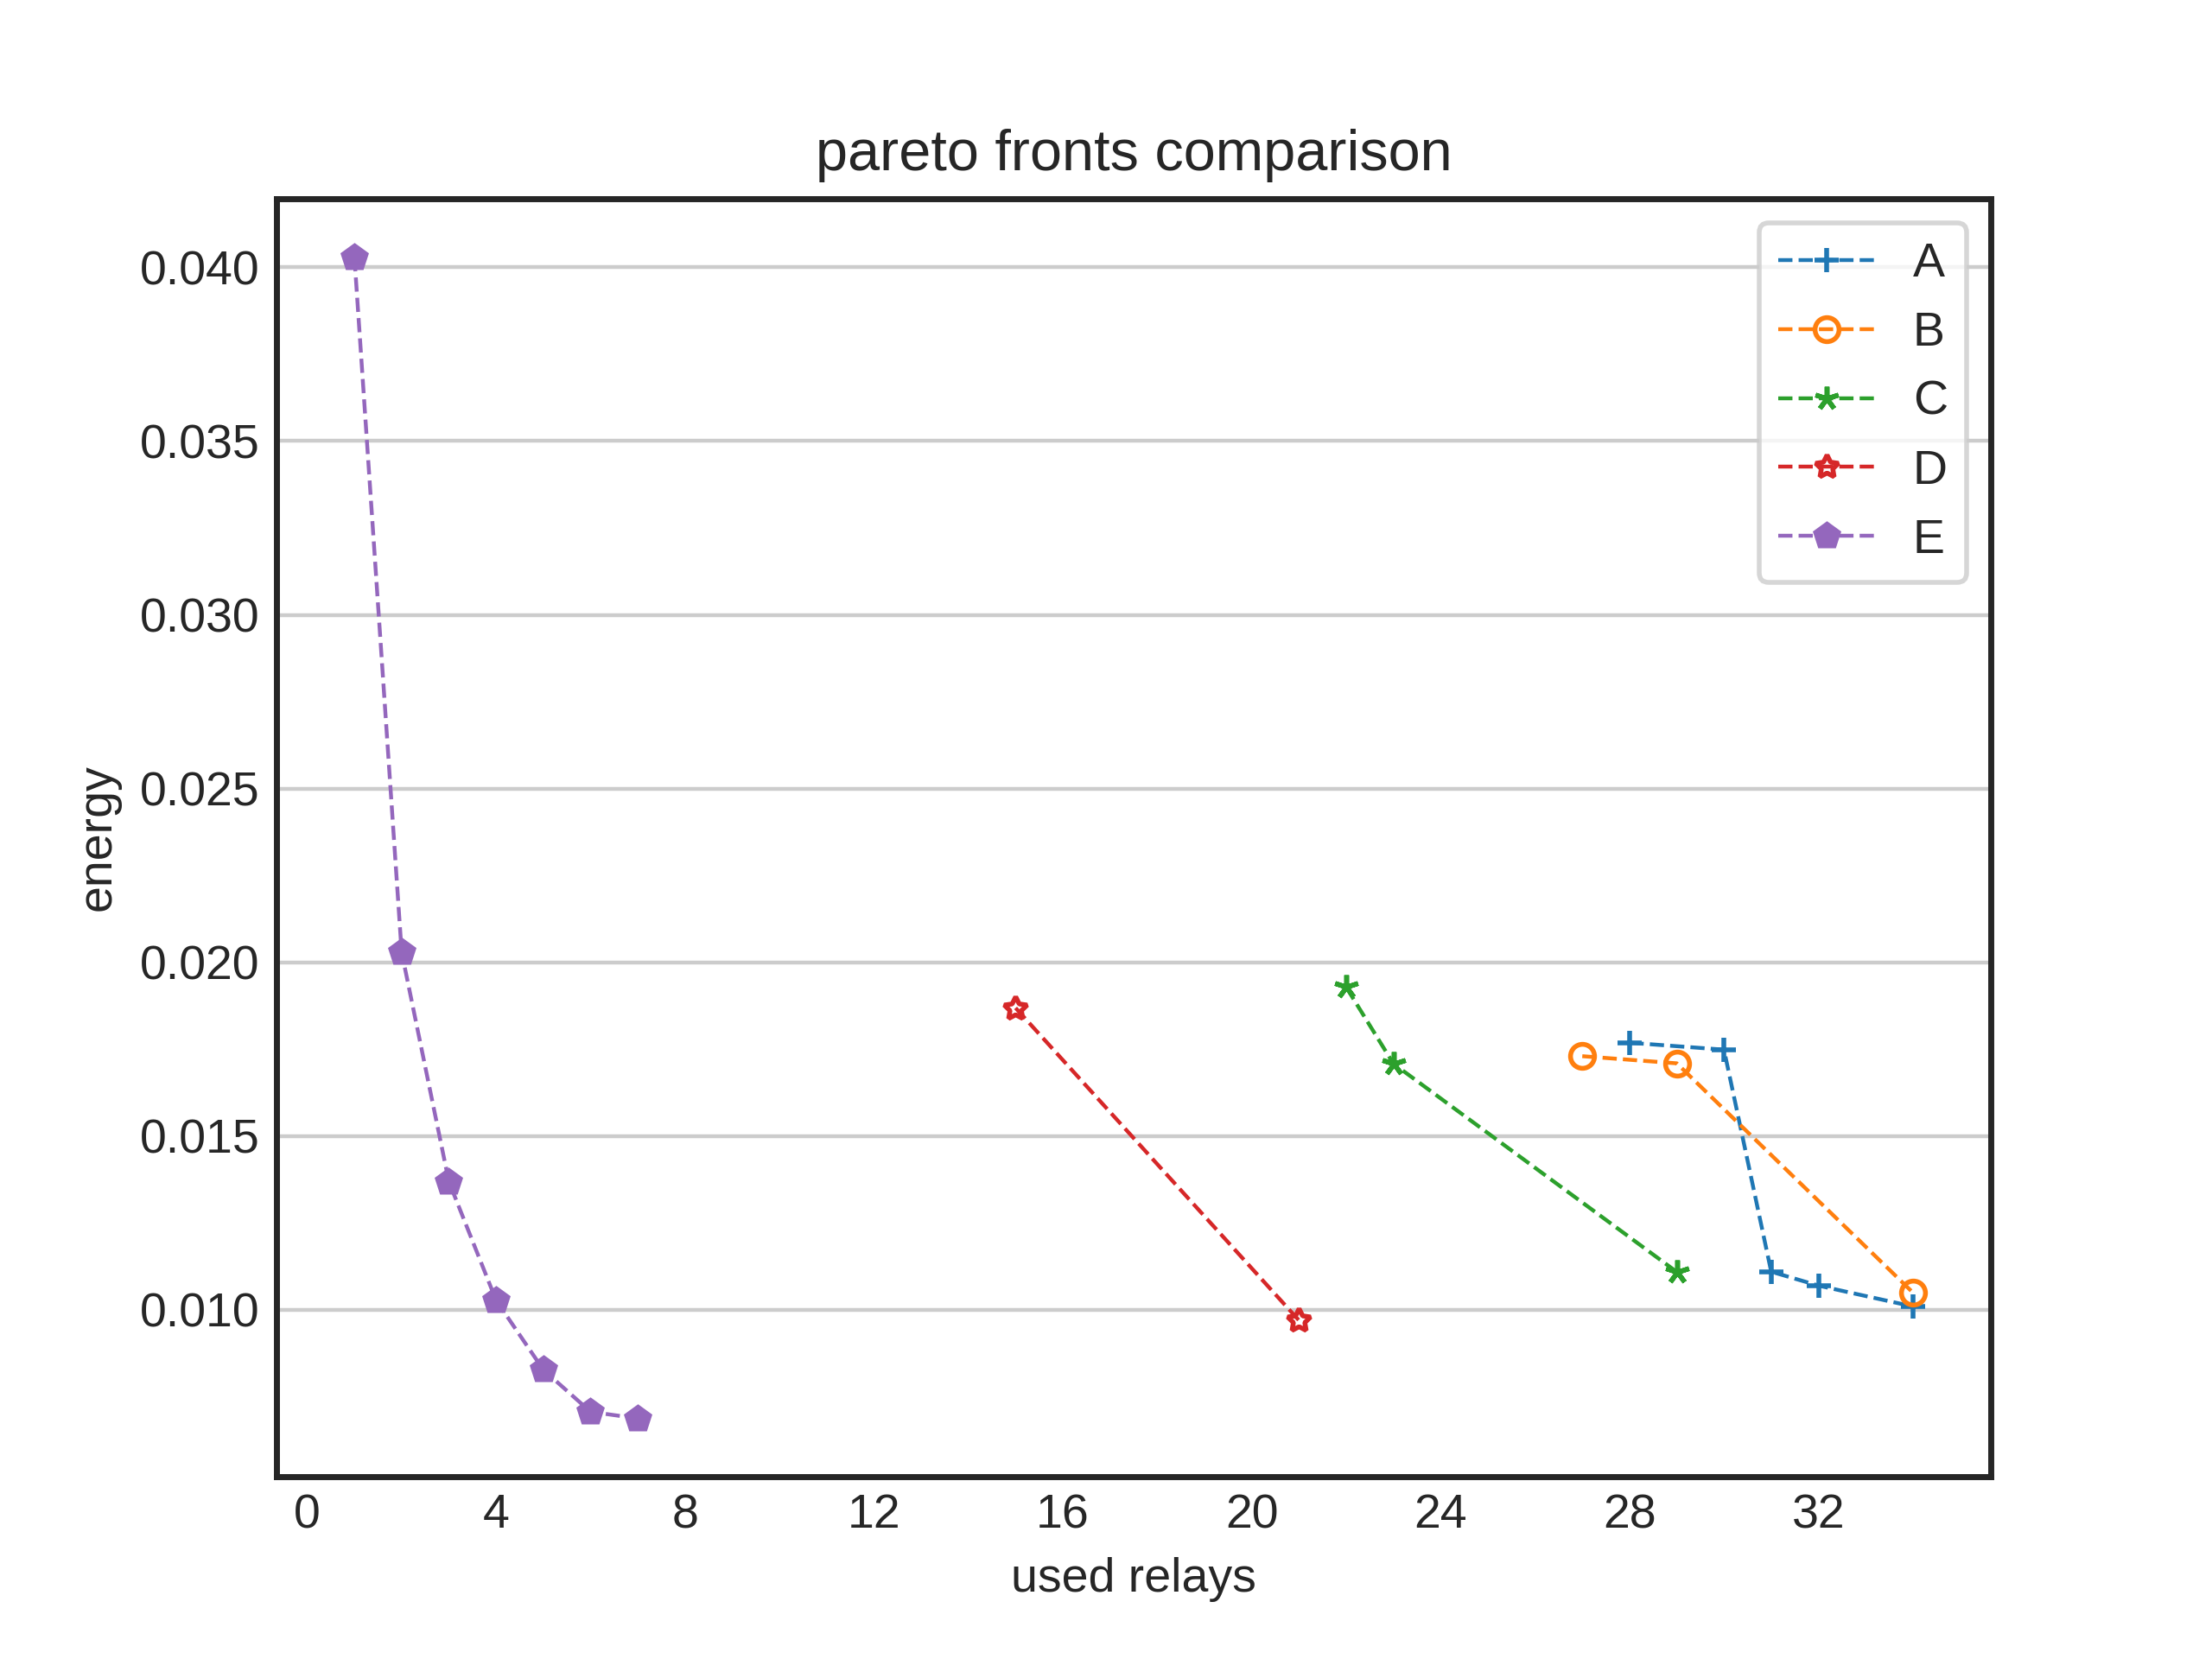 pareto fronts comparison
0.040
0.035
0.030
0.025
0.020
0.015
0.010
energy
A
B
C
D
E
0 4 8 12 16 20 24 28 32
used relays